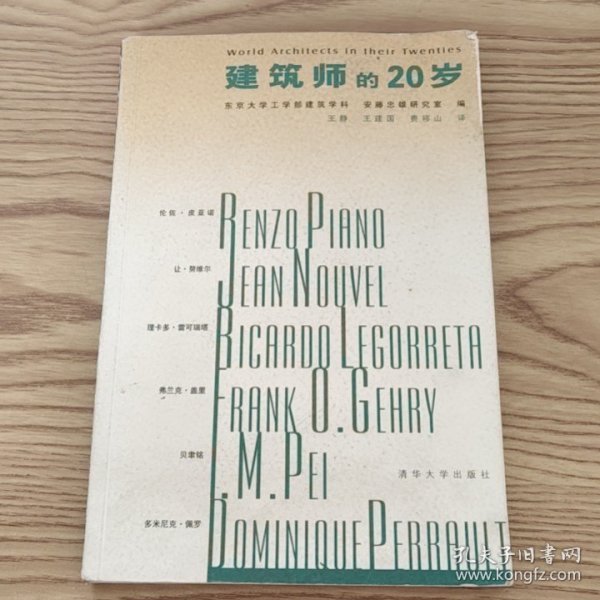 World Architects in their Twenties
建筑师的20岁
东京大学工学部建筑学科 安藤忠雄研究室 编
王静 王建国 费移山 译
伦佐·皮亚诺 RENZO PIANO
让·努维尔 JEAN NOUVEL
理卡多·雷可瑞塔 RICARDO LEGORRETA
弗兰克·盖里 FRANK O. GEHRY
贝聿铭 I.M. PEI
清华大学出版社
多米尼克·佩罗 DOMINIQUE PERRAULT
孔夫子旧书网
www.kongfz.com